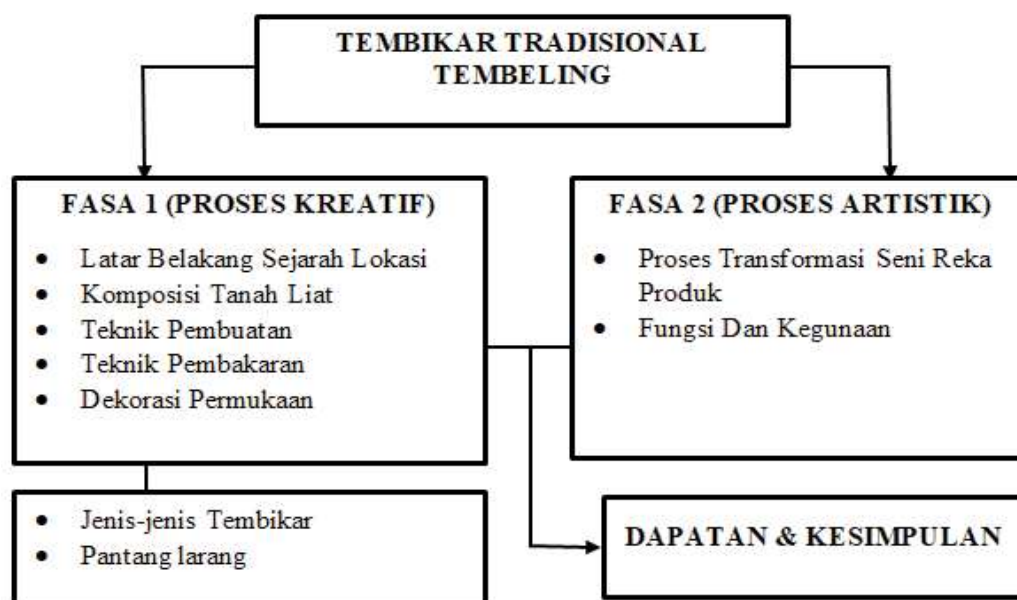 TEMBIKAR TRADISIONAL
TEMBELING
FASA 1 (PROSES KREATIF)
• Latar Belakang Sejarah Lokasi
• Komposisi Tanah Liat
• Teknik Pembuatan
• Teknik Pembakaran
• Dekorasi Permukaan
• Jenis-jenis Tembikar
• Pantang larang
FASA 2 (PROSES ARTISTIK)
• Proses Transformasi Seni Reka
Produk
• Fungsi Dan Kegunaan
DAPATAN & KESIMPULAN